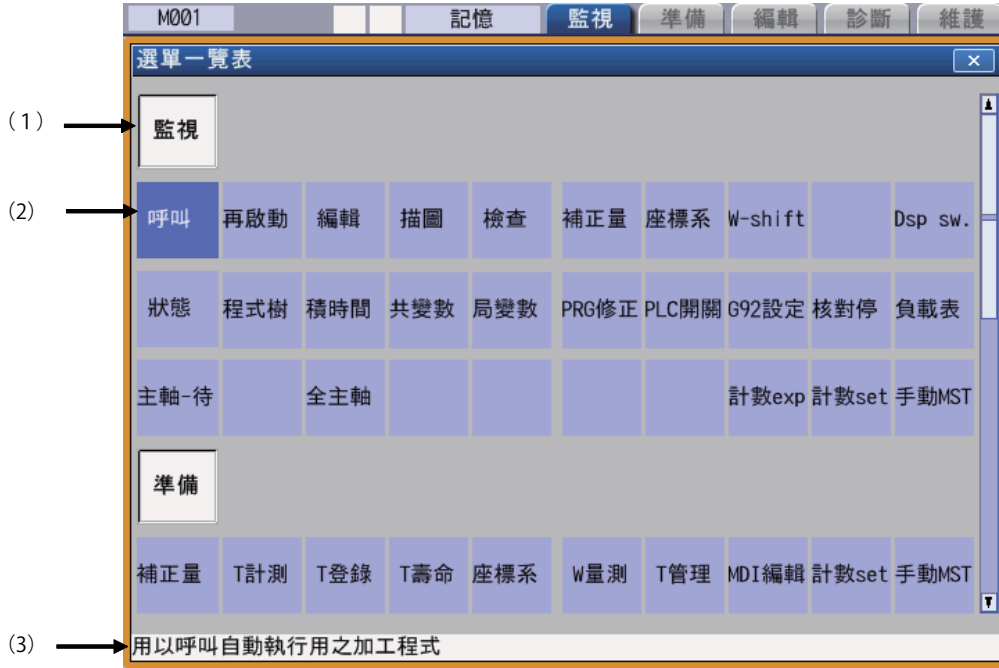 M001 記憶 監視 準備 編輯 診斷 維護
選單一覽表
(1) 監視
(2) 呼叫 再啟動 編輯 描圖 檢查 補正量 座標系 W-shift Dsp sw.
狀態 程式樹 積時間 共變數 局變數 PRG修正 PLC開關 G92設定 核對停 負載表
主軸-待 全主軸 計數exp 計數set 手動MST
準備
補正量 T計測 T登錄 T壽命 座標系 W量測 T管理 MDI編輯 計數set 手動MST
(3) 用以呼叫自動執行用之加工程式